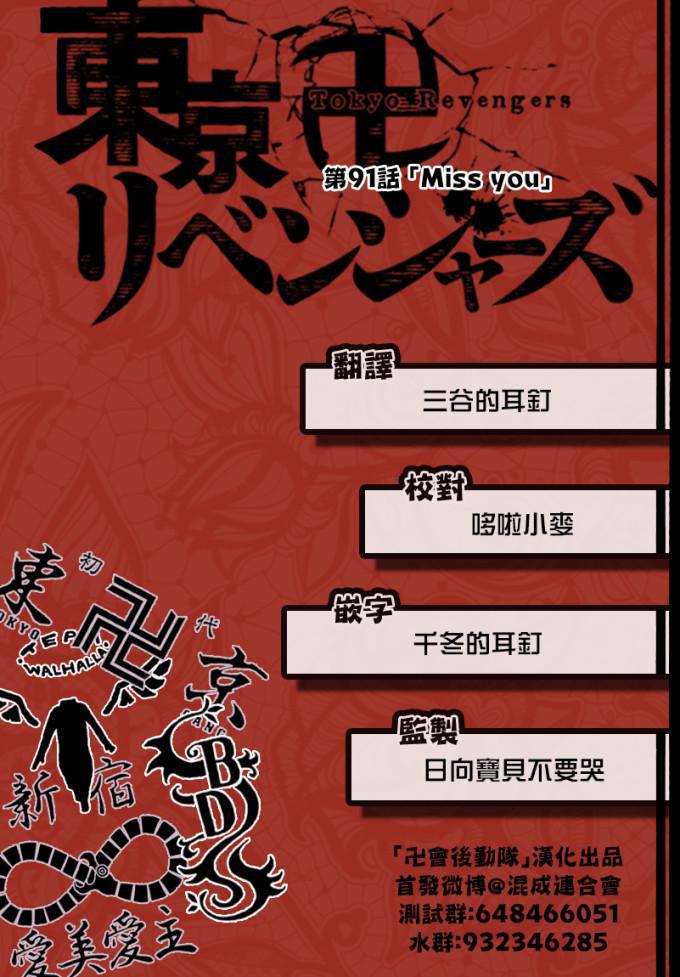 東京卍
Tokyo Revengers
第91話「Miss you」
リベンジャーズ
翻譯
三谷的耳釘
校對
哆啦小麥
嵌字
千冬的耳釘
監製
日向寶貝不要哭
初代
東京
卍
WALHALLA
新宿
BD
愛美愛主
「卍會後勤隊」漢化出品
首發微博@混成連合會
測試群:648466051
水群:932346285